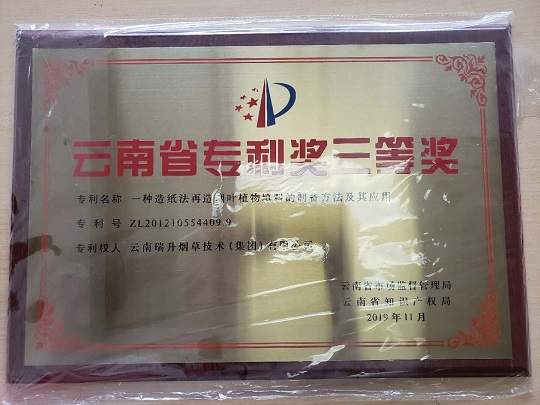 云南省专利奖三等奖
专利名称 一种造纸法再造烟叶植物填料的制备方法及其应用
专利号 ZL201210554409.9
专利权人 云南瑞升烟草技术(集团)有限公司
云南省市场监督管理局
云南省知识产权局
2019年11月